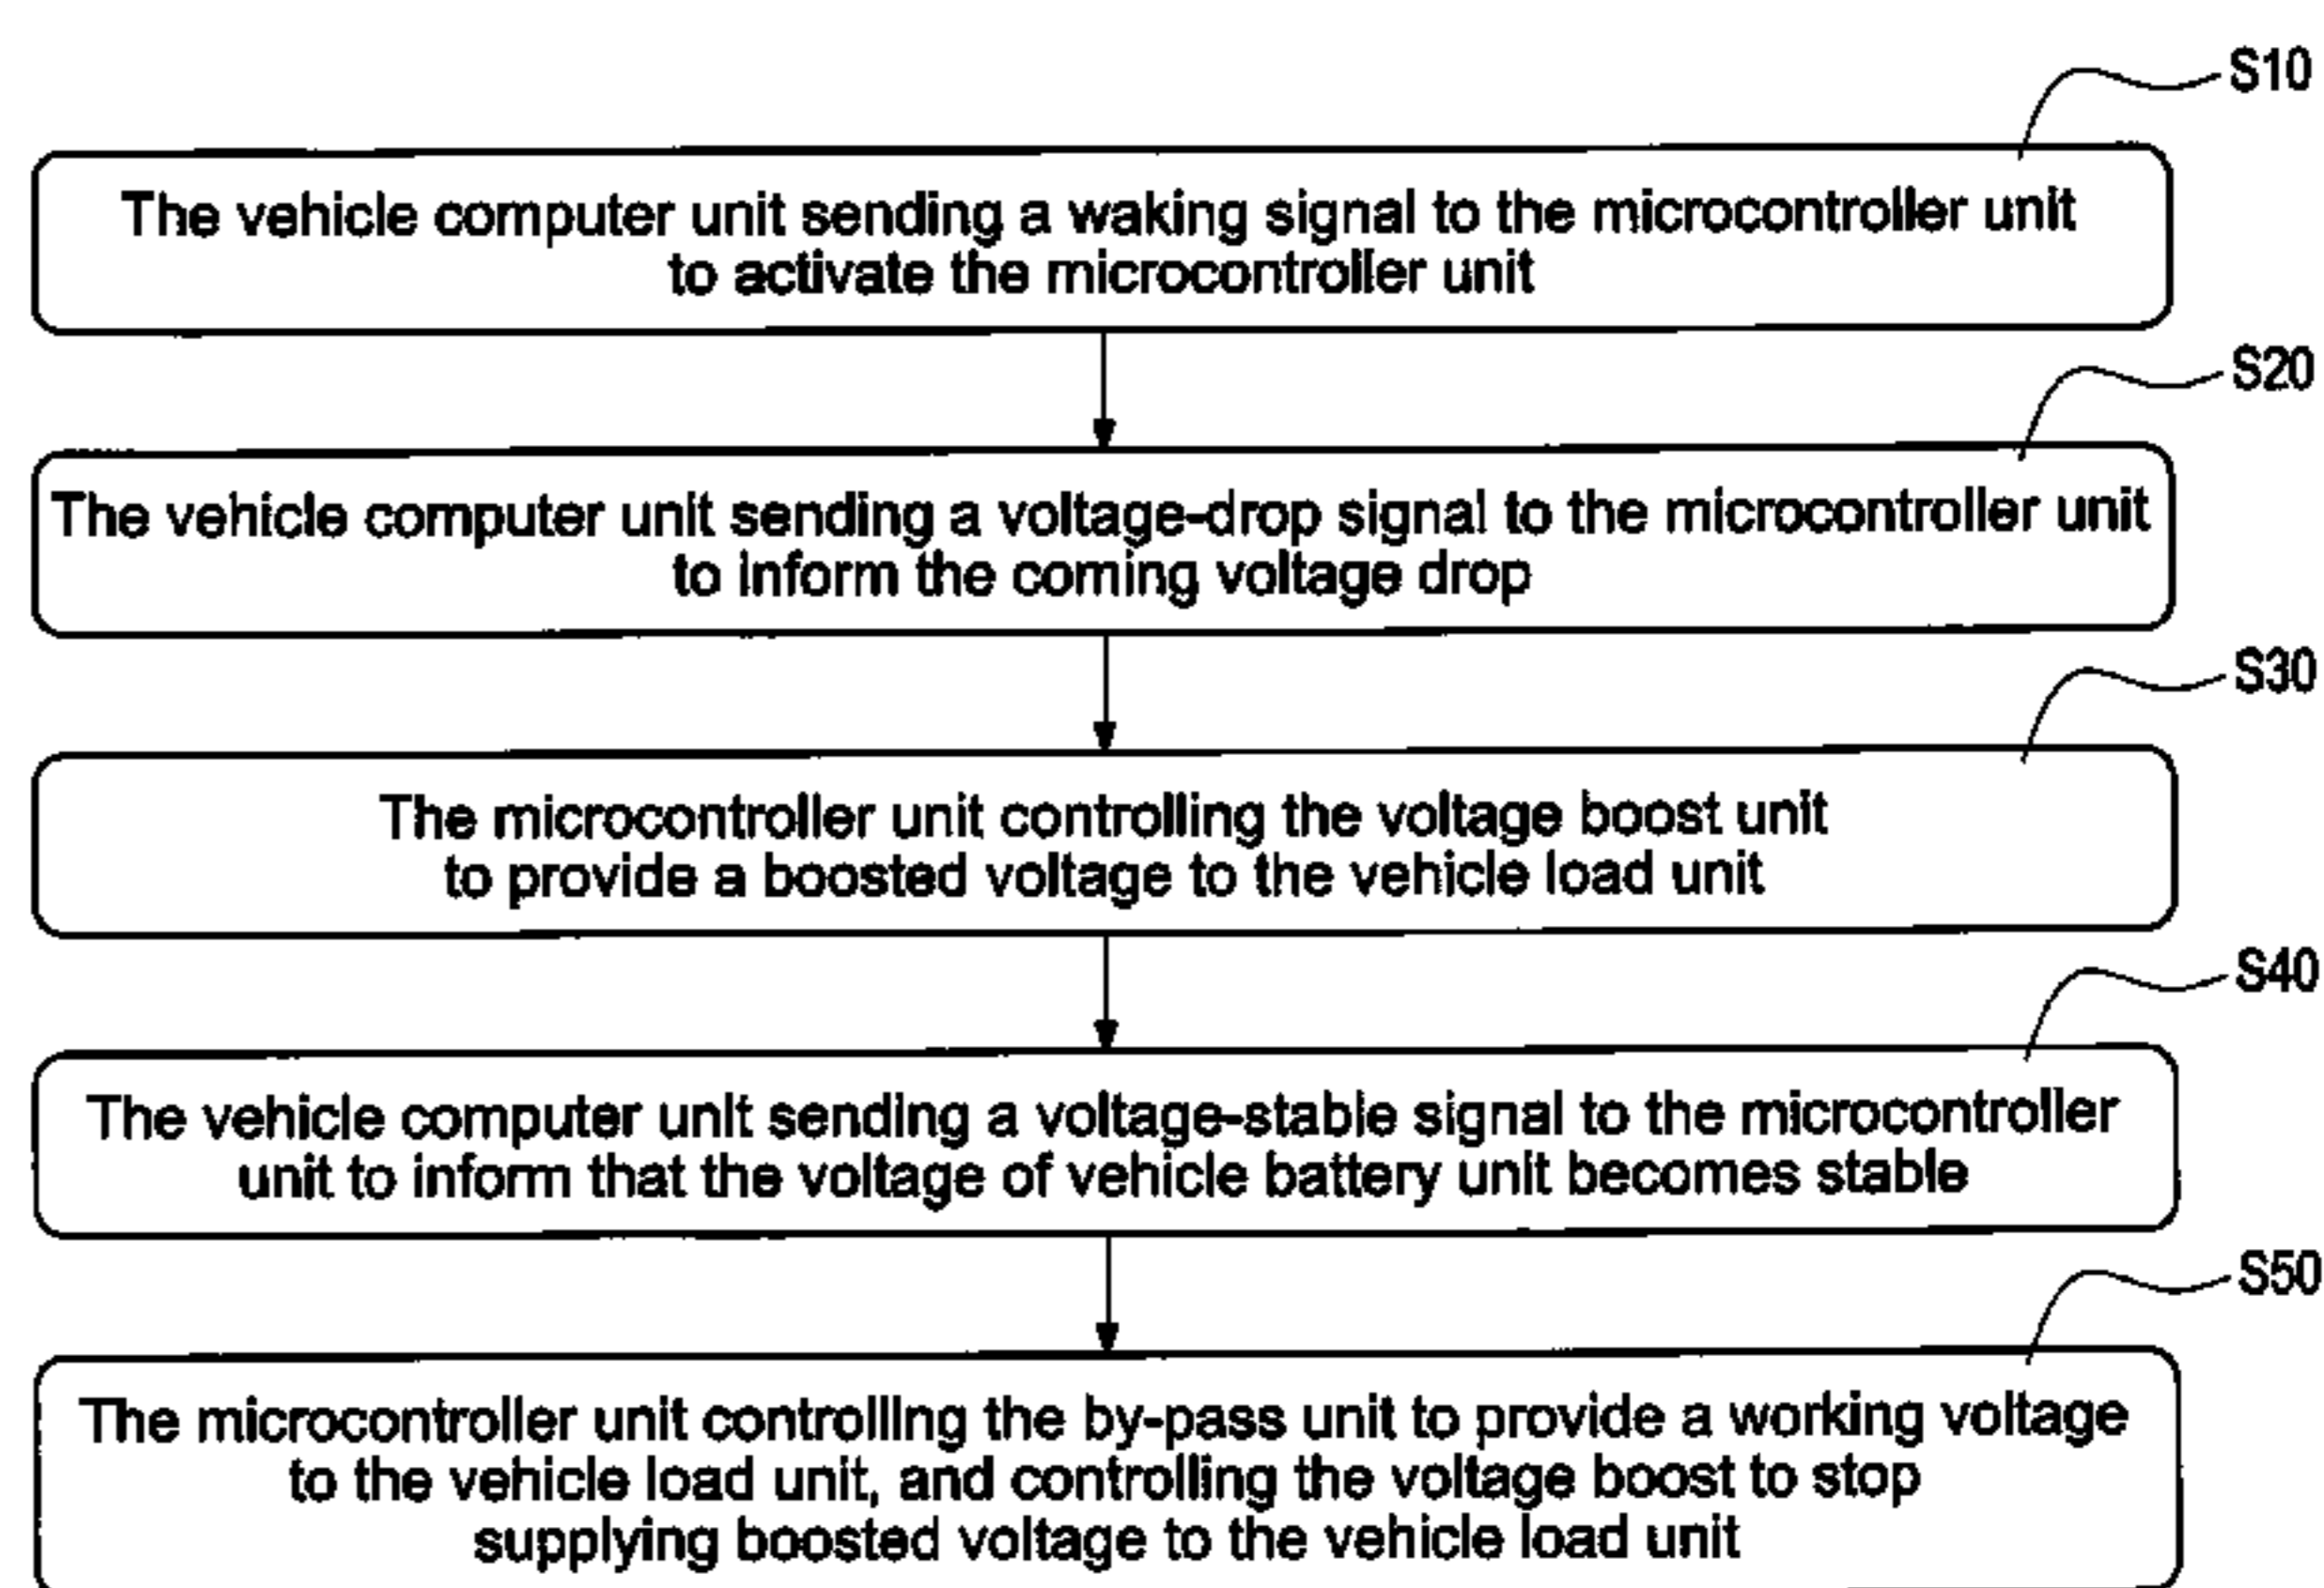 S10
The vehicle computer unit sending a waking signal to the microcontroller unit
to activate the microcontroller unit
S20
The vehicle computer unit sending a voltage-drop signal to the microcontroller unit
to inform the coming voltage drop
S30
The microcontroller unit controlling the voltage boost unit
to provide a boosted voltage to the vehicle load unit
S40
The vehicle computer unit sending a voltage-stable signal to the microcontroller
unit to inform that the voltage of vehicle battery unit becomes stable
S50
The microcontroller unit controlling the by-pass unit to provide a working voltage
to the vehicle load unit, and controlling the voltage boost to stop
supplying boosted voltage to the vehicle load unit